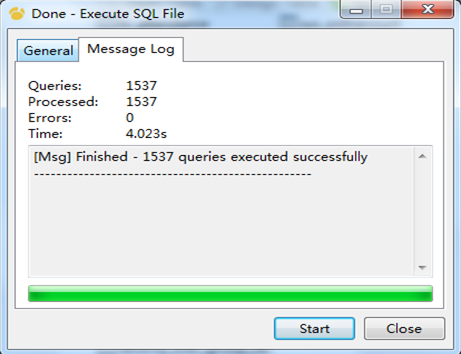 Done - Execute SQL File
General
Message Log
Queries: 1537
Processed: 1537
Errors: 0
Time: 4.023s
[Msg] Finished - 1537 queries executed successfully
--------------------------------------------------
Start
Close